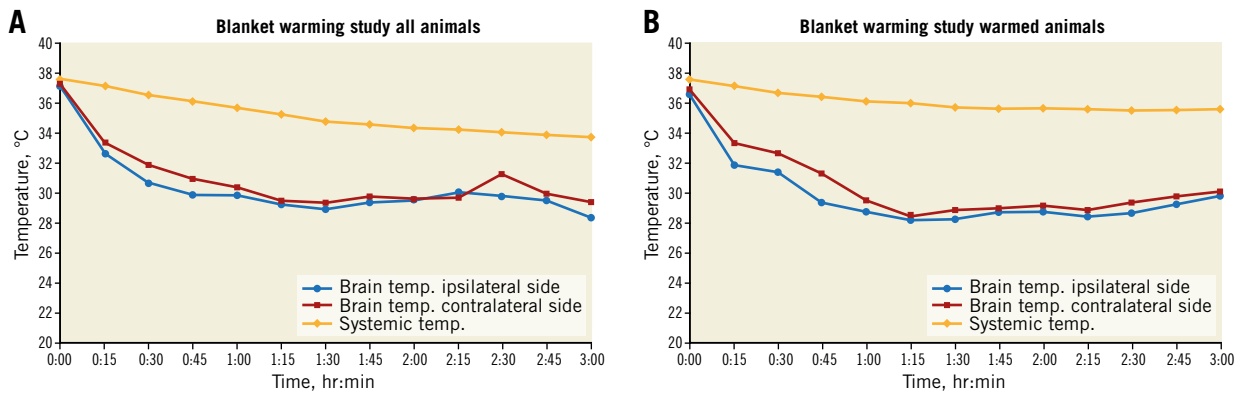 A
Blanket warming study all animals
40
38
36
34
32
30
28
26
24
22
20
Temperature, °C
Brain temp. ipsilateral side
Brain temp. contralateral side
Systemic temp.
0:00 0:15 0:30 0:45 1:00 1:15 1:30 1:45 2:00 2:15 2:30 2:45 3:00
Time, hr:min
B
Blanket warming study warmed animals
40
38
36
34
32
30
28
26
24
22
20
Temperature, °C
Brain temp. ipsilateral side
Brain temp. contralateral side
Systemic temp.
0:00 0:15 0:30 0:45 1:00 1:15 1:30 1:45 2:00 2:15 2:30 2:45 3:00
Time, hr:min